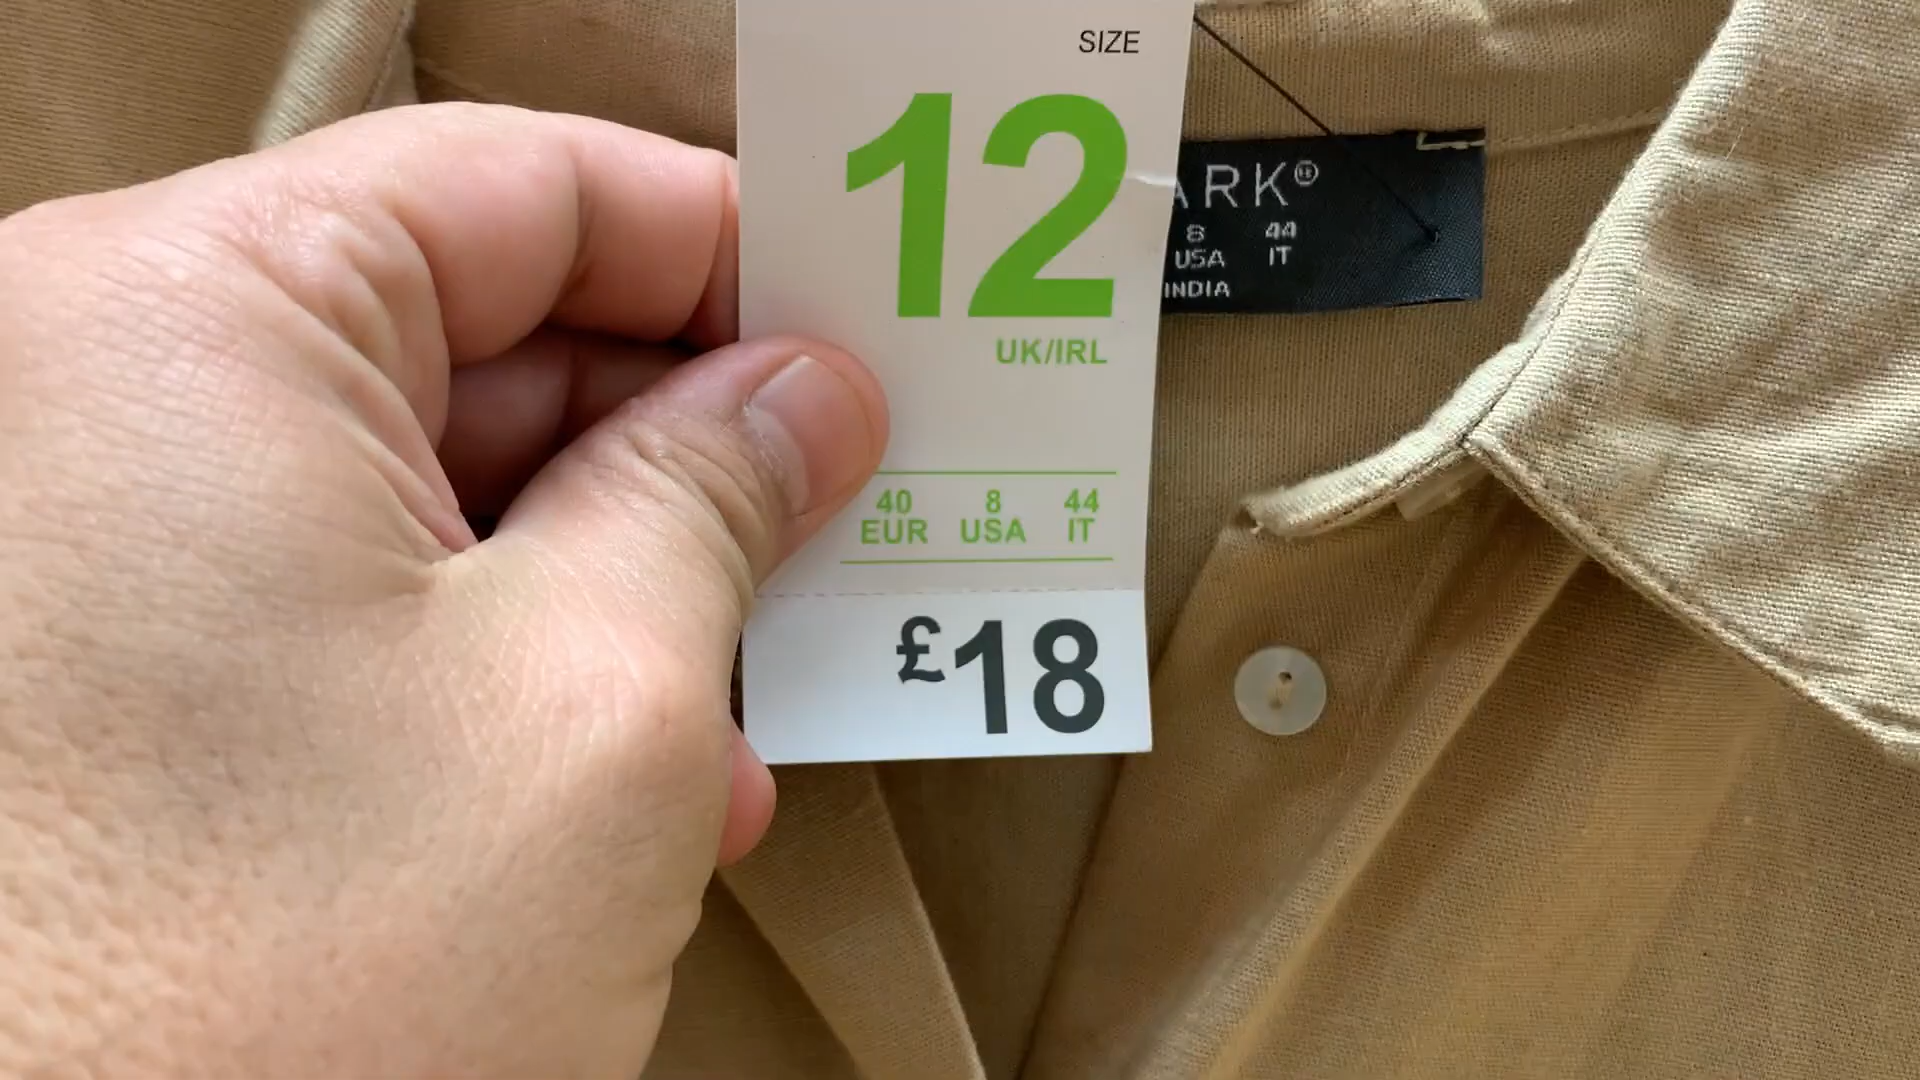 SIZE
12
UK/IRL
40 8 44
EUR USA IT
£18
ARK®
8 44
USA IT
INDIA